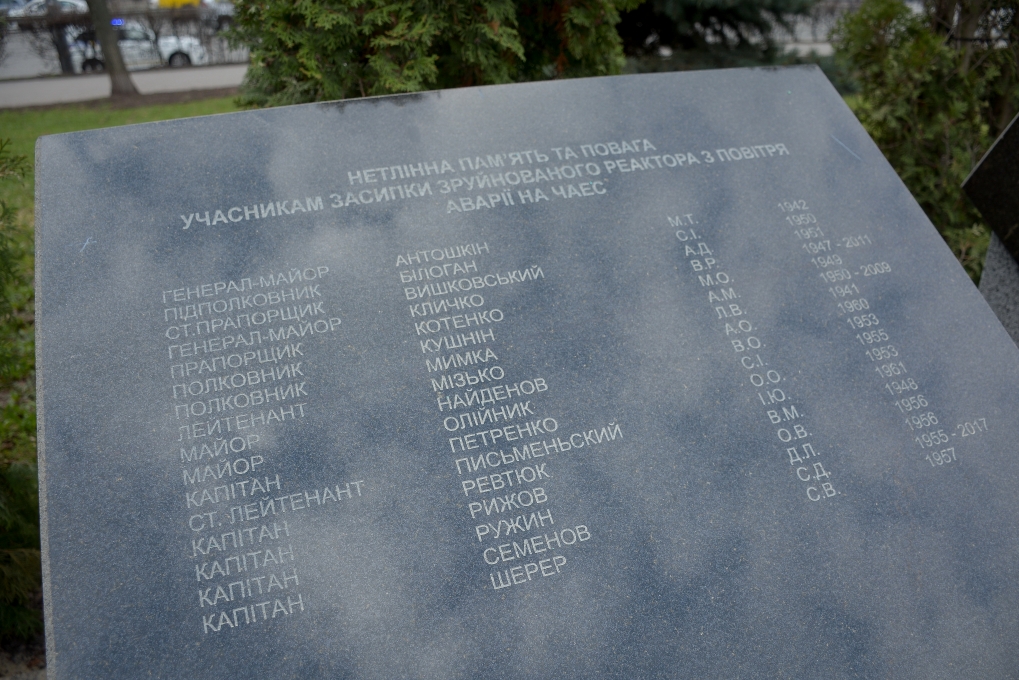 НЕТЛІННА ПАМ'ЯТЬ ТА ПОВАГА
УЧАСНИКАМ ЗАСИПКИ ЗРУЙНОВАНОГО РЕАКТОРА З ПОВІТРЯ
АВАРІЇ НА ЧАЕС
ГЕНЕРАЛ-МАЙОР
ПІДПОЛКОВНИК
СТ.ПРАПОРЩИК
ГЕНЕРАЛ-МАЙОР
ПРАПОРЩИК
ПОЛКОВНИК
ПОЛКОВНИК
ЛЕЙТЕНАНТ
МАЙОР
МАЙОР
КАПІТАН
СТ. ЛЕЙТЕНАНТ
КАПІТАН
КАПІТАН
КАПІТАН
КАПІТАН
АНТОШКІН
БІЛОГАН
ВИШКОВСЬКИЙ
КЛИЧКО
КОТЕНКО
КУШНІН
МИМКА
МІЗЬКО
НАЙДЕНОВ
ОЛІЙНИК
ПЕТРЕНКО
ПИСЬМЕНЬСКИЙ
РЕВТЮК
РИЖОВ
РУЖИН
СЕМЕНОВ
ШЕРЕР
М.Т.
С.І.
А.Д.
В.Р.
М.О.
А.М.
Л.В.
А.О.
В.О.
С.І.
О.О.
І.Ю.
В.М.
О.В.
Д.Л.
С.Д.
С.В.
1942
1950
1951
1947 - 2011
1949
1950 - 2009
1941
1960
1953
1955
1953
1961
1948
1956
1956
1955 - 2017
1957